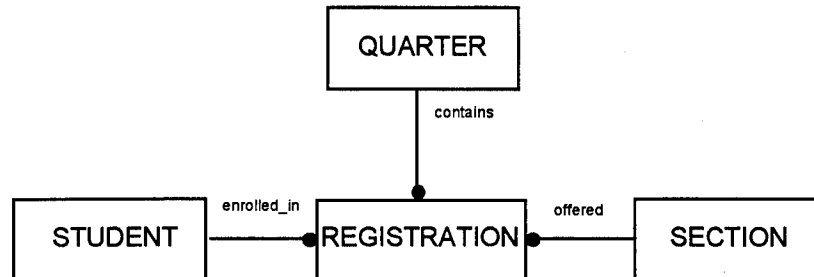 QUARTER
contains
enrolled_in
offered
STUDENT
REGISTRATION
SECTION